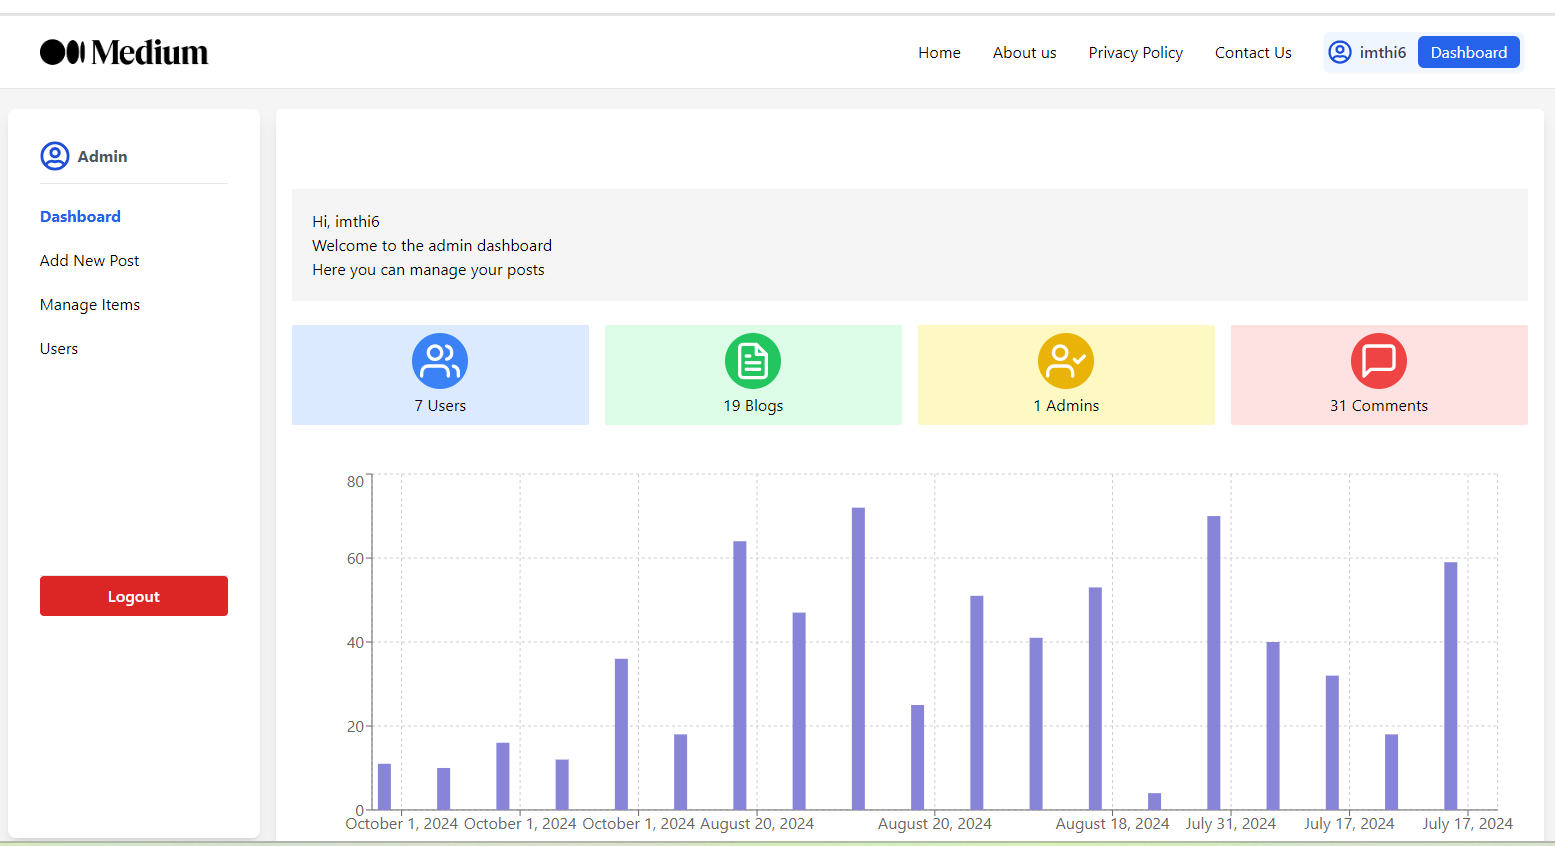 Medium
Home About us Privacy Policy Contact Us imthi6 Dashboard
Admin
Dashboard
Add New Post
Manage Items
Users
Logout
Hi, imthi6
Welcome to the admin dashboard
Here you can manage your posts
7 Users
19 Blogs
1 Admins
31 Comments
80
60
40
20
0
October 1, 2024 October 1, 2024 October 1, 2024 August 20, 2024 August 20, 2024 August 18, 2024 July 31, 2024 July 17, 2024 July 17, 2024